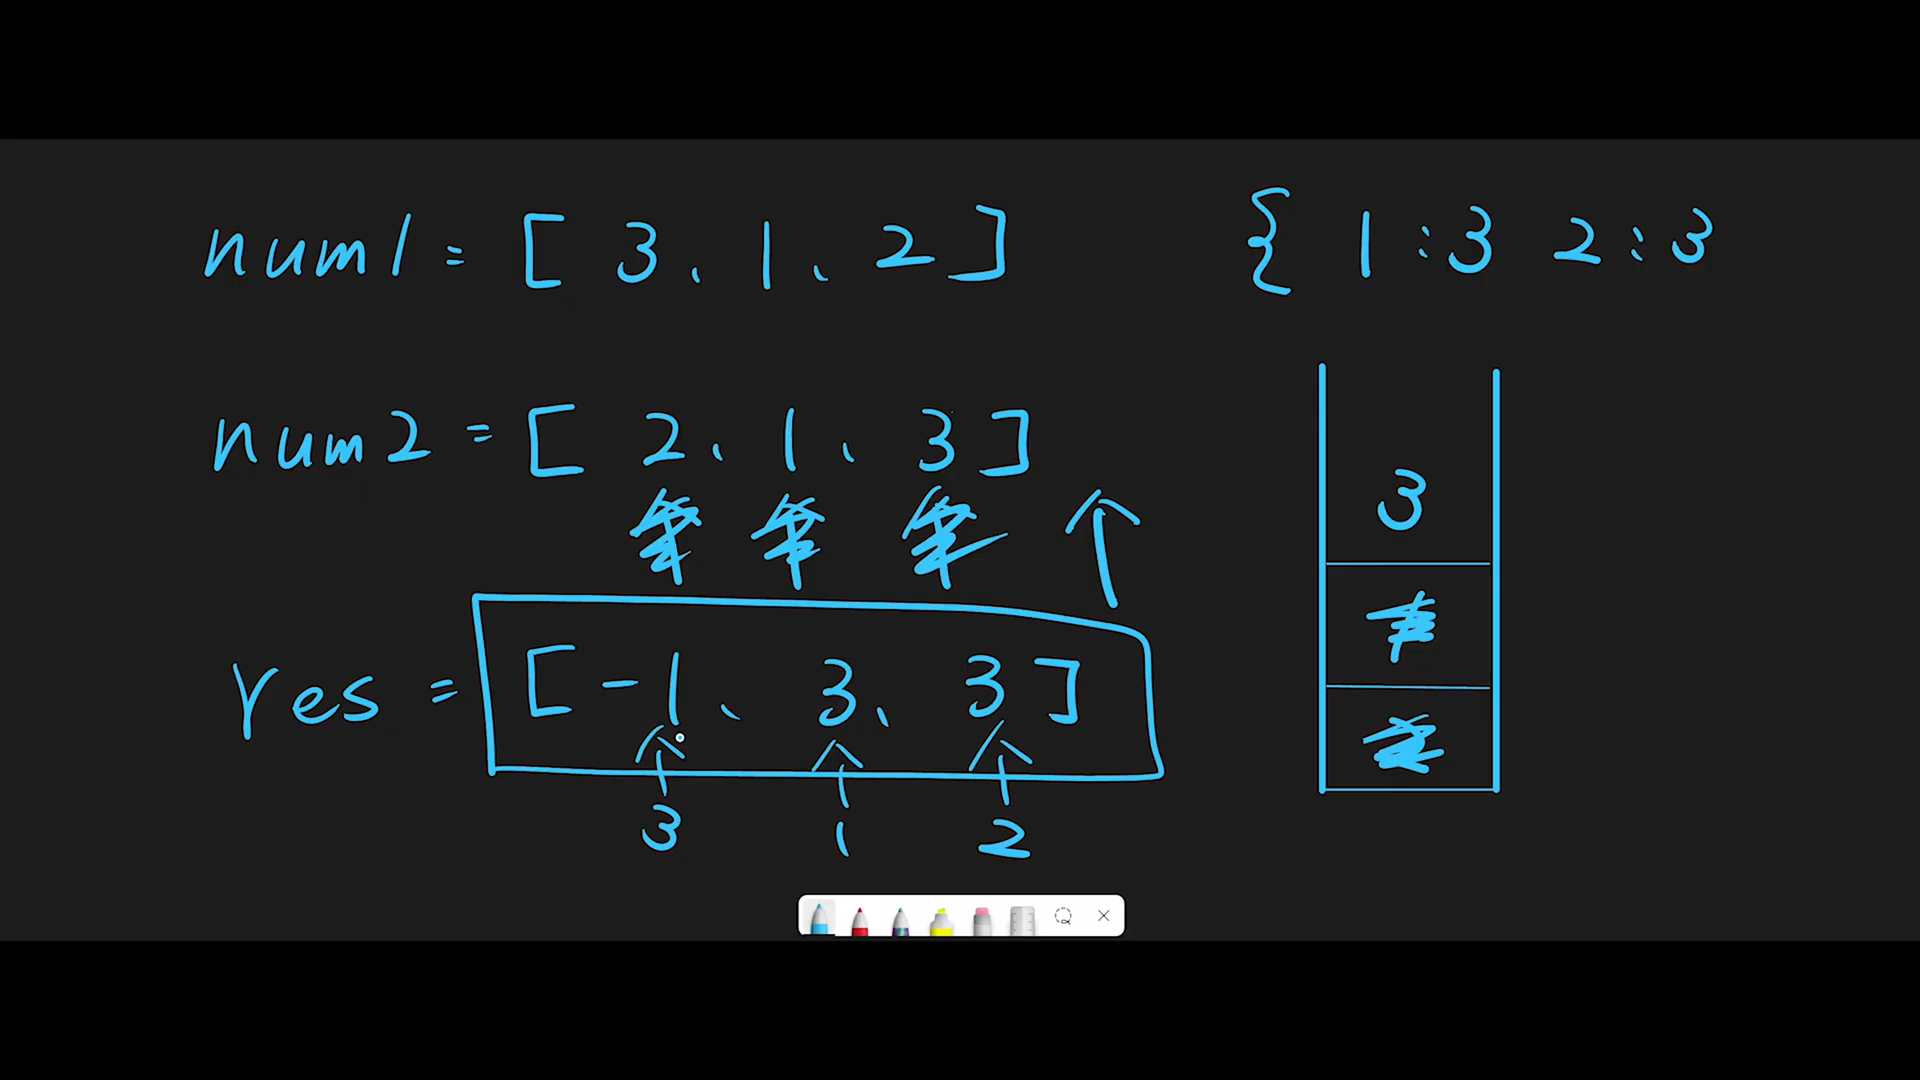 num1 = [ 3、1、2 ]
{ 1:3 2:3
num2 = [ 2、1、3 ]
3
res = [ -1、3、3 ]
3 1 2